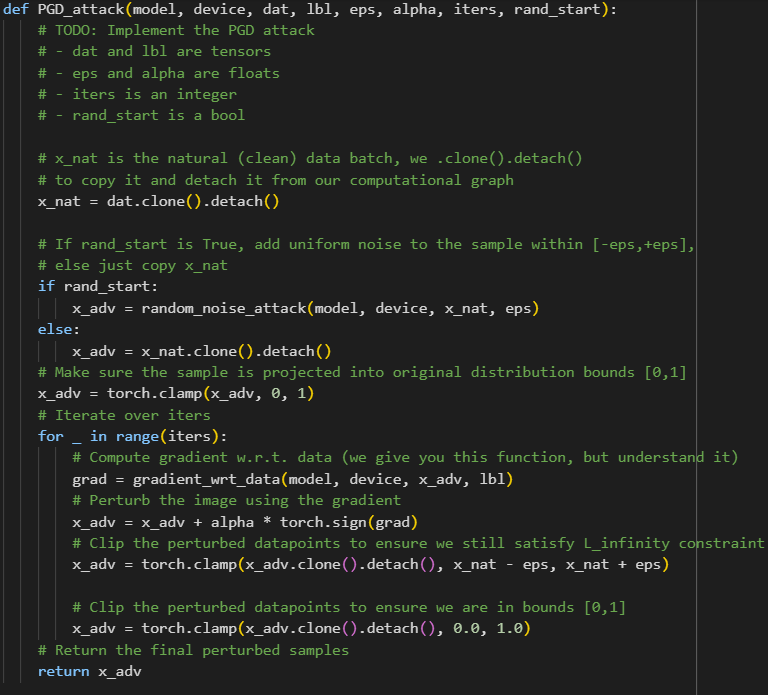 def PGD_attack(model, device, dat, lbl, eps, alpha, iters, rand_start):
    # TODO: Implement the PGD attack
    # - dat and lbl are tensors
    # - eps and alpha are floats
    # - iters is an integer
    # - rand_start is a bool

    # x_nat is the natural (clean) data batch, we .clone().detach()
    # to copy it and detach it from our computational graph
    x_nat = dat.clone().detach()

    # If rand_start is True, add uniform noise to the sample within [-eps,+eps],
    # else just copy x_nat
    if rand_start:
        x_adv = random_noise_attack(model, device, x_nat, eps)
    else:
        x_adv = x_nat.clone().detach()
    # Make sure the sample is projected into original distribution bounds [0,1]
    x_adv = torch.clamp(x_adv, 0, 1)
    # Iterate over iters
    for _ in range(iters):
        # Compute gradient w.r.t. data (we give you this function, but understand it)
        grad = gradient_wrt_data(model, device, x_adv, lbl)
        # Perturb the image using the gradient
        x_adv = x_adv + alpha * torch.sign(grad)
        # Clip the perturbed datapoints to ensure we still satisfy L_infinity constraint
        x_adv = torch.clamp(x_adv.clone().detach(), x_nat - eps, x_nat + eps)

        # Clip the perturbed datapoints to ensure we are in bounds [0,1]
        x_adv = torch.clamp(x_adv.clone().detach(), 0.0, 1.0)
    # Return the final perturbed samples
    return x_adv